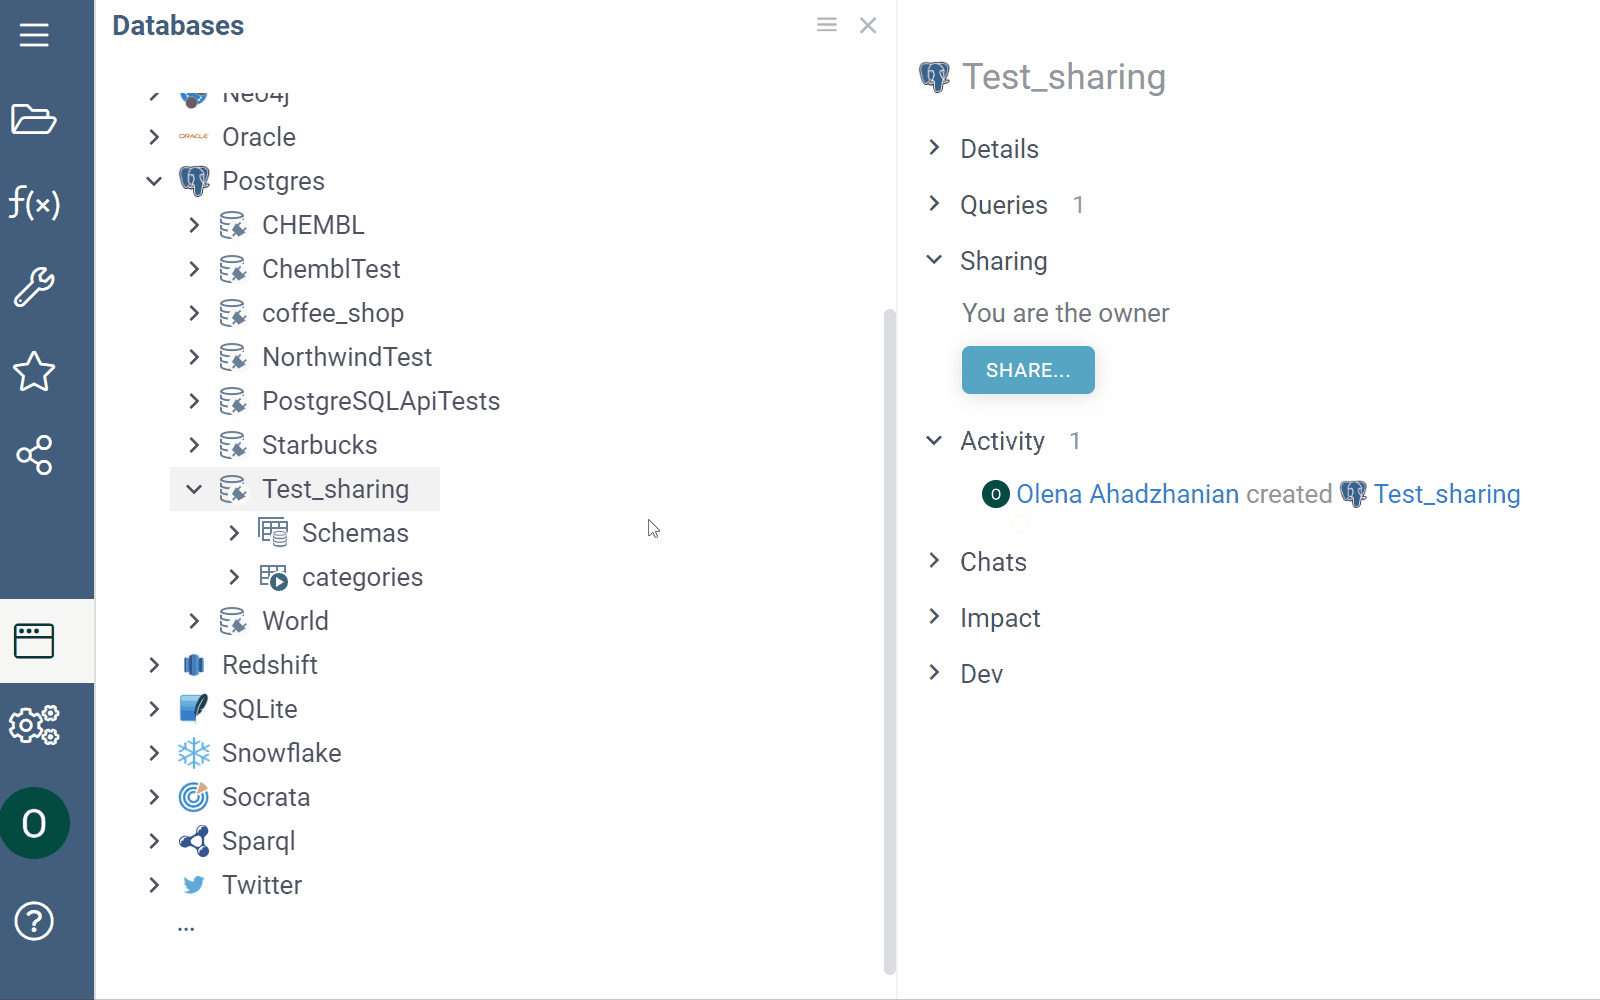 Databases
Neo4j
ORACLE Oracle
Postgres
CHEMBL
ChemblTest
coffee_shop
NorthwindTest
PostgreSQLApiTests
Starbucks
Test_sharing
Schemas
categories
World
Redshift
SQLite
Snowflake
Socrata
Sparql
Twitter
...
f(x)
O
?
Test_sharing
Details
Queries 1
Sharing
You are the owner
SHARE...
Activity 1
O Olena Ahadzhanian created Test_sharing
Chats
Impact
Dev